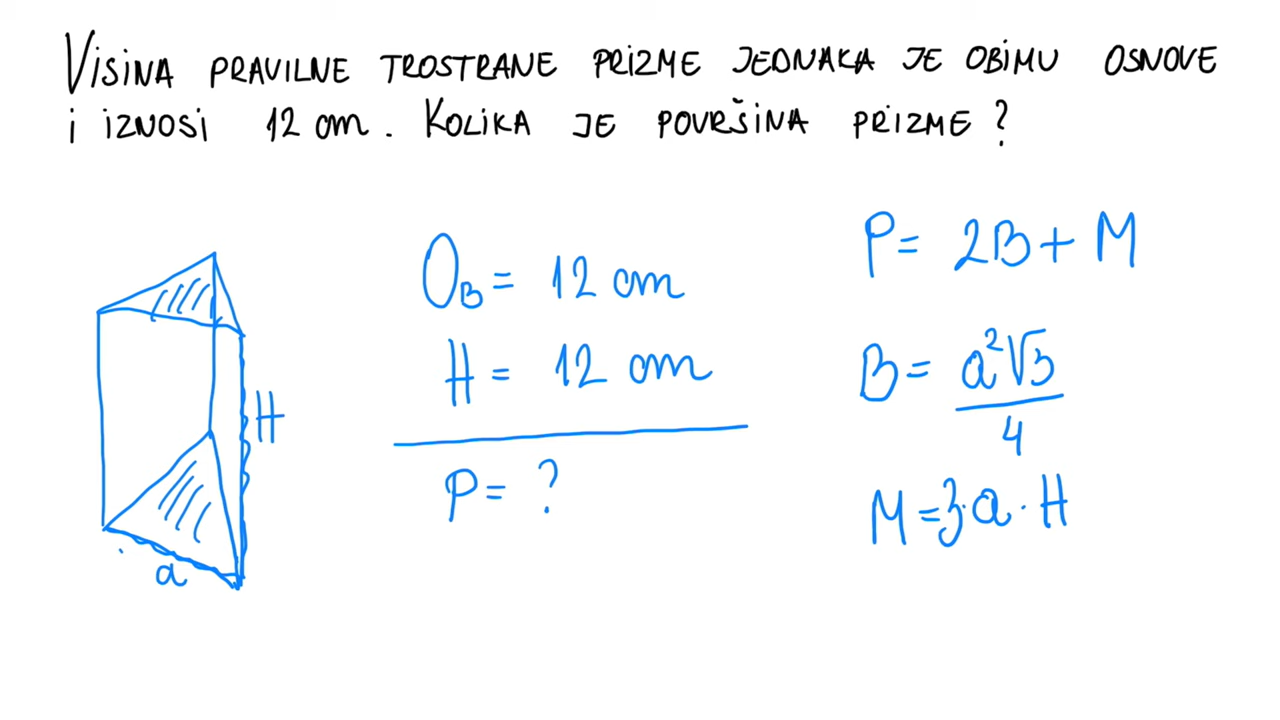 VISINA PRAVILNE TROSTRANE PRIZME JEDNAKA JE OBIMU OSNOVE
I IZNOSI 12 cm. KOLIKA JE POVRŠINA PRIZME?
H
a
O_B = 12 cm
H = 12 cm
P = ?
P = 2B + M
B = a²√3 / 4
M = 3·a·H